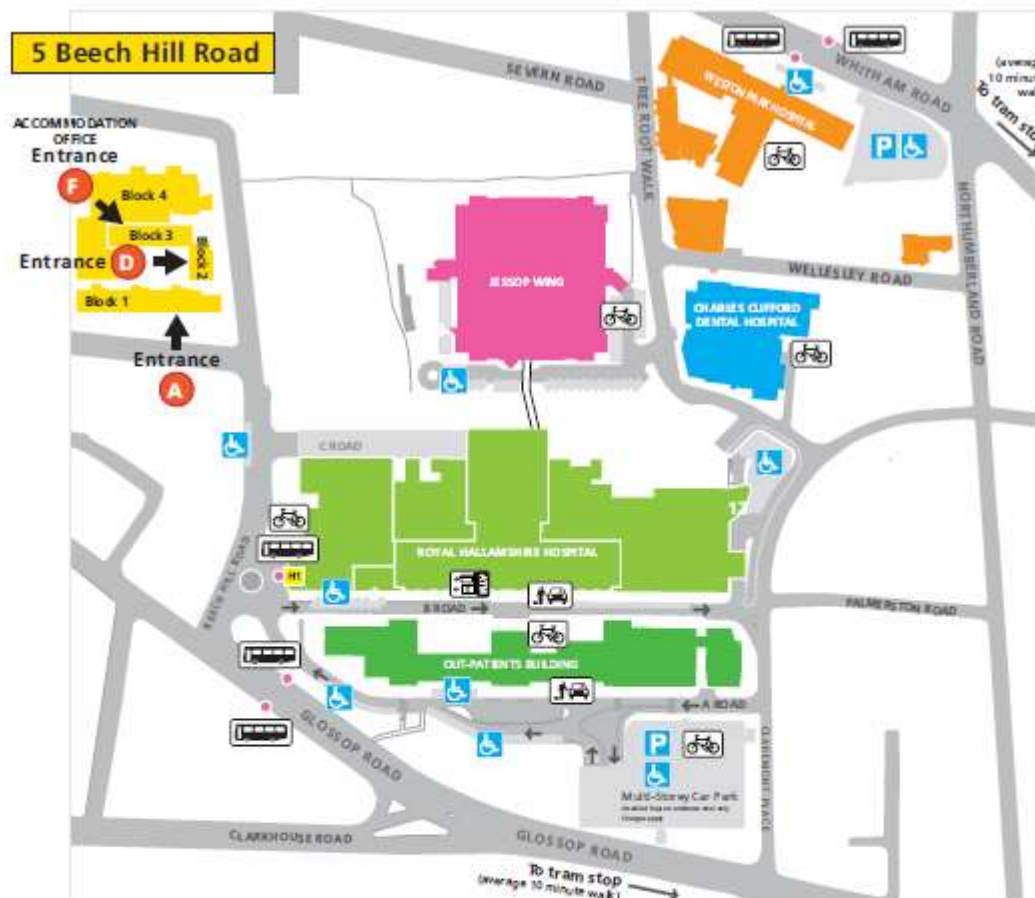 5 Beech Hill Road
ACCOMMODATION
OFFICE
Entrance
F
Block 4
Block 3
Entrance
D
Block 2
Block 1
Entrance
A
SEVERN ROAD
TREE ROOT WALK
WESTON PARK HOSPITAL
WHITHAM ROAD
10 minute
To tram stop
P
NORTHUMBERLAND ROAD
WELLESLEY ROAD
JESSOP WING
CHARLES CLIFFORD
DENTAL HOSPITAL
C ROAD
ROYAL HALLAMSHIRE HOSPITAL
H1
BEECH HILL ROAD
B ROAD
PALMERSTON ROAD
OUT-PATIENTS BUILDING
A ROAD
GLOSSOP ROAD
P
Multi-Storey Car Park
CLAREMONT PLACE
CLARKHOUSE ROAD
GLOSSOP ROAD
To tram stop
(average 10 minute walk)